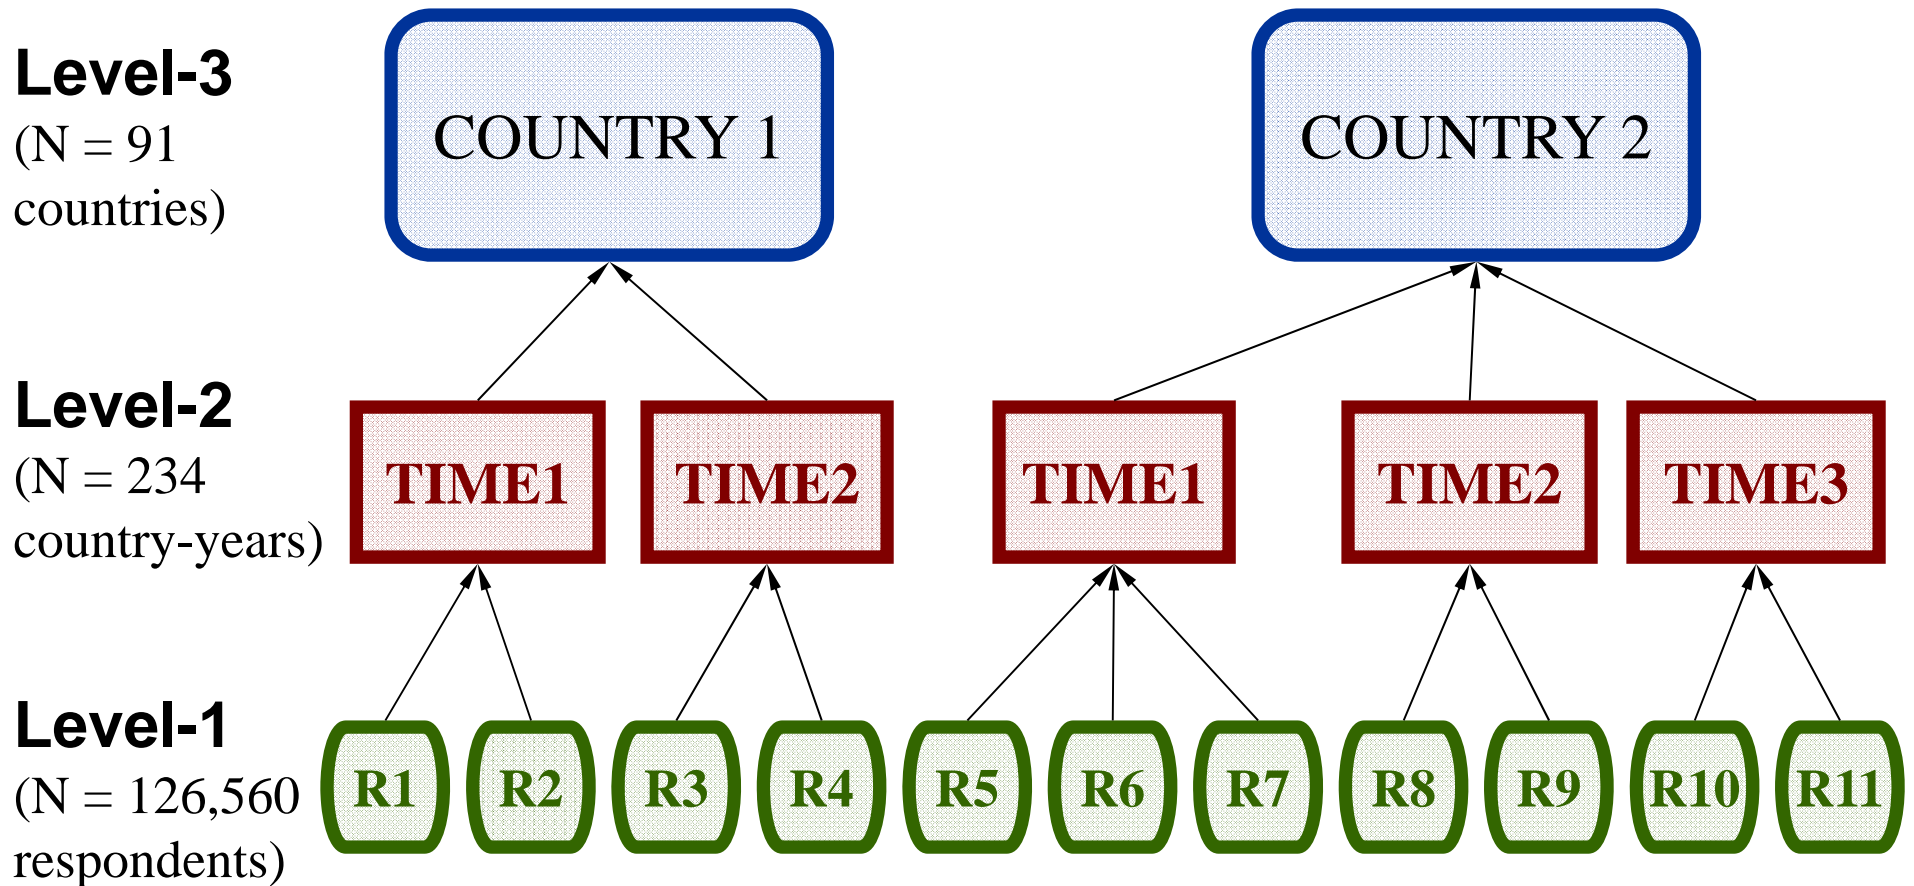 Level-3
(N = 91
countries)
COUNTRY 1
COUNTRY 2
Level-2
(N = 234
country-years)
TIME1
TIME2
TIME1
TIME2
TIME3
Level-1
(N = 126,560
respondents)
R1
R2
R3
R4
R5
R6
R7
R8
R9
R10
R11